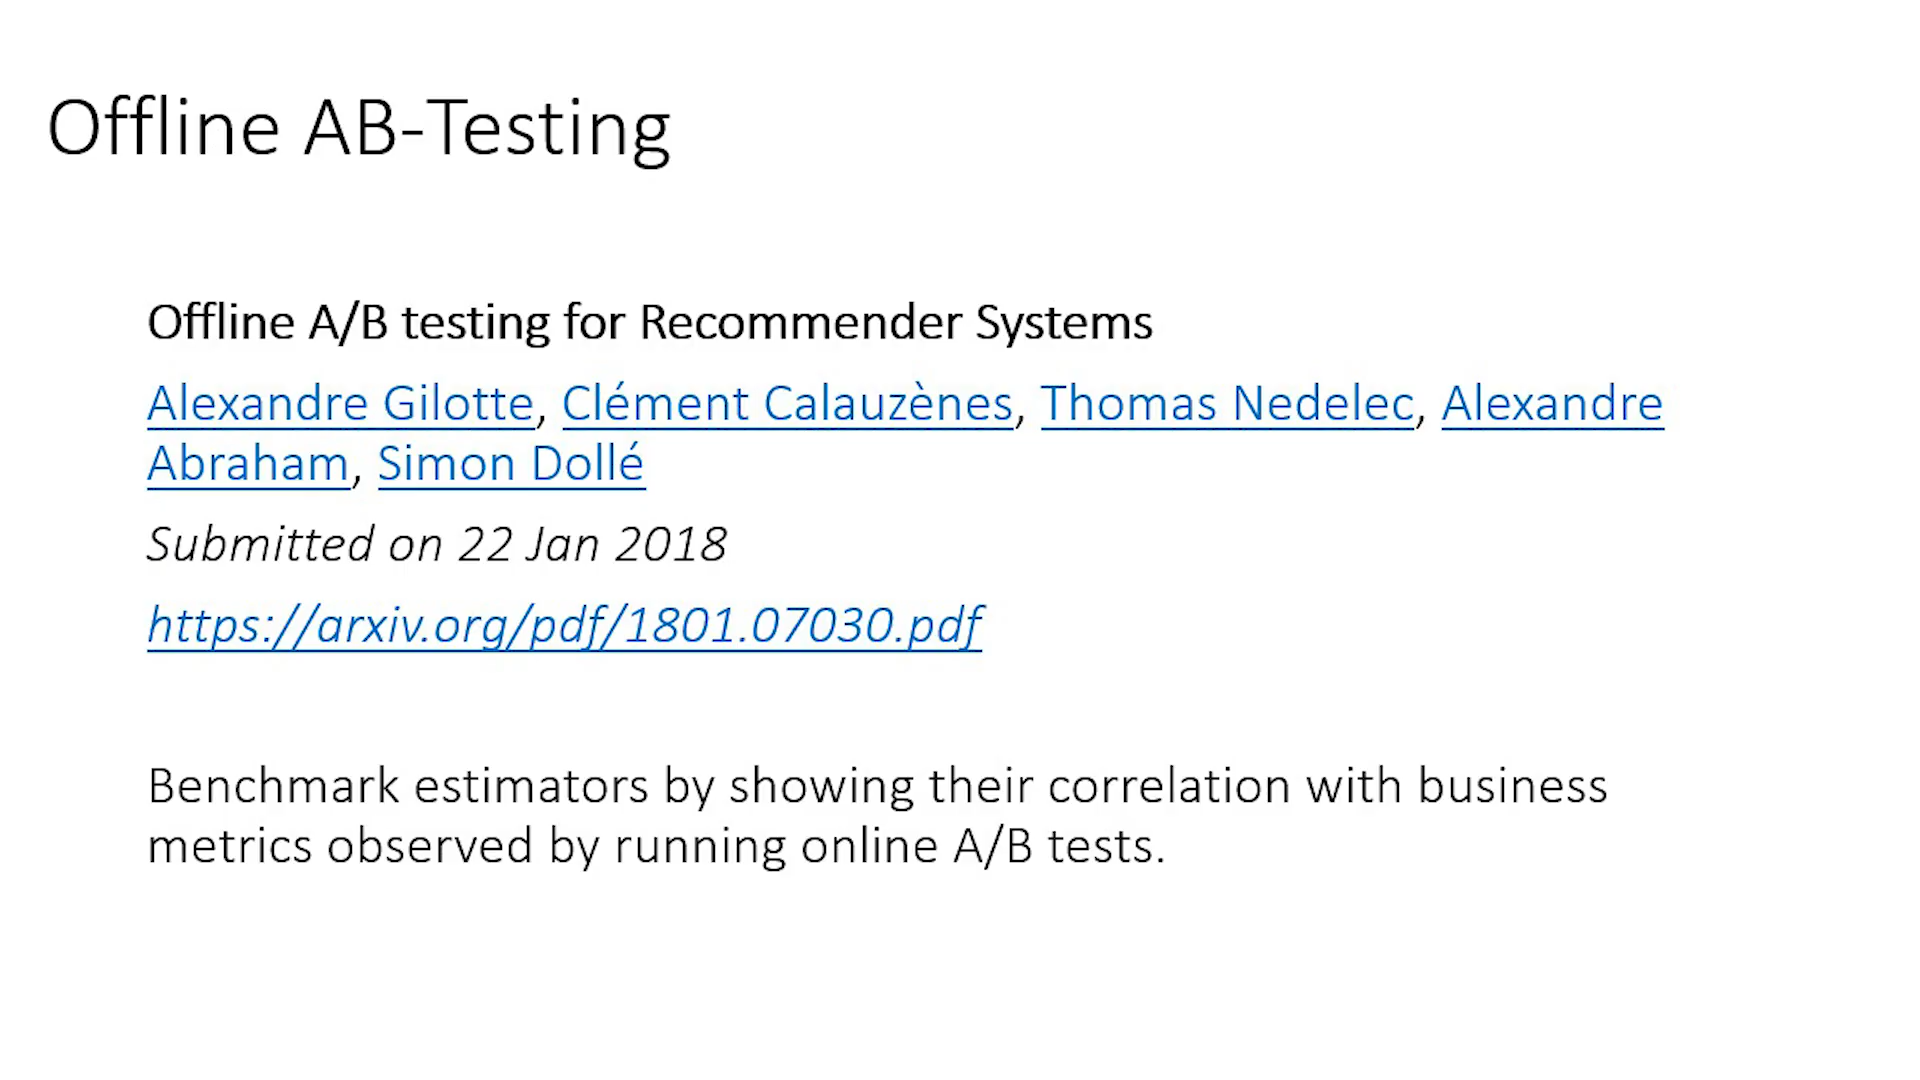 Offline AB-Testing
Offline A/B testing for Recommender Systems
Alexandre Gilotte, Clément Calauzènes, Thomas Nedelec, Alexandre
Abraham, Simon Dollé
Submitted on 22 Jan 2018
https://arxiv.org/pdf/1801.07030.pdf
Benchmark estimators by showing their correlation with business
metrics observed by running online A/B tests.